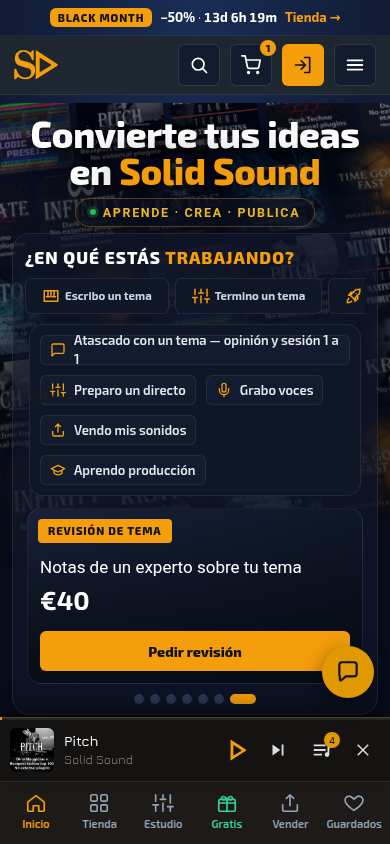 BLACK MONTH –50% · 13d 6h 19m Tienda →
SD
1
Convierte tus ideas
en Solid Sound
APRENDE · CREA · PUBLICA
¿EN QUÉ ESTÁS TRABAJANDO?
Escribo un tema
Termino un tema
Atascado con un tema — opinión y sesión 1 a
1
Preparo un directo
Grabo voces
Vendo mis sonidos
Aprendo producción
REVISIÓN DE TEMA
Notas de un experto sobre tu tema
€40
Pedir revisión
PITCH
Pitch
Solid Sound
4
Inicio
Tienda
Estudio
Gratis
Vender
Guardados